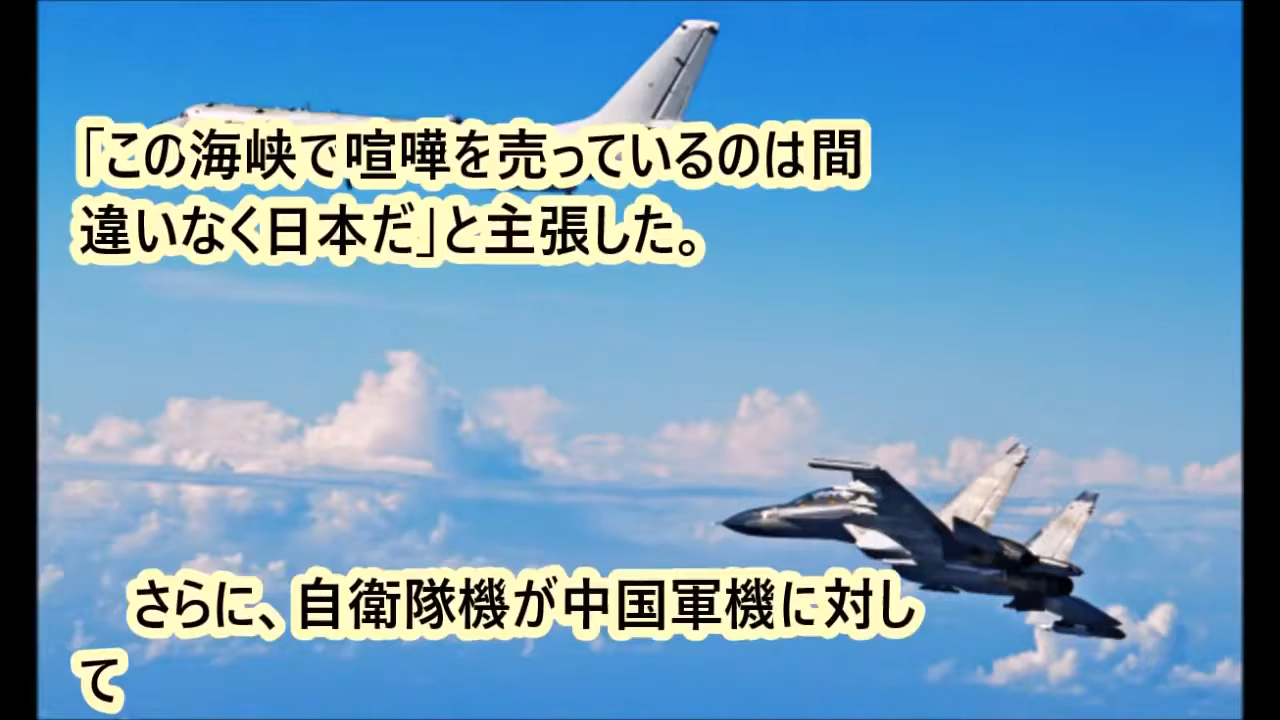 「この海峡で喧嘩を売っているのは間
違いなく日本だ」と主張した。
さらに、自衛隊機が中国軍機に対し
て